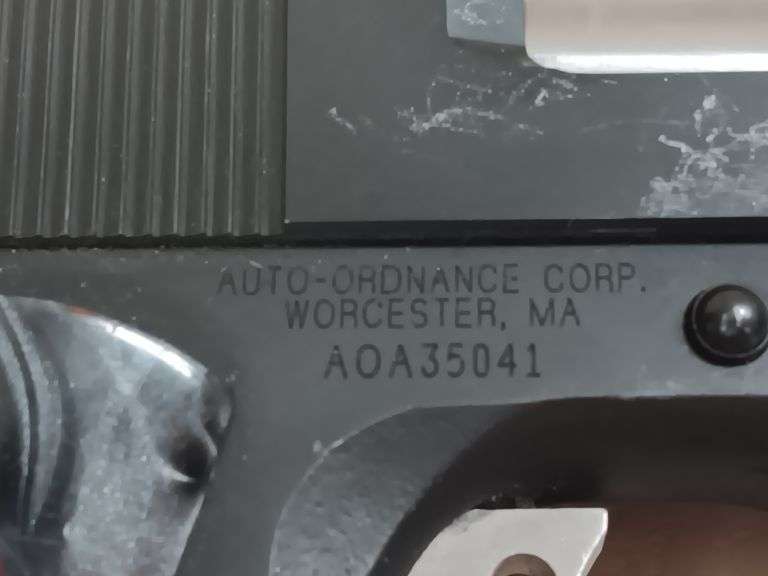 AUTO-ORDNANCE CORP.
WORCESTER, MA
AOA35041